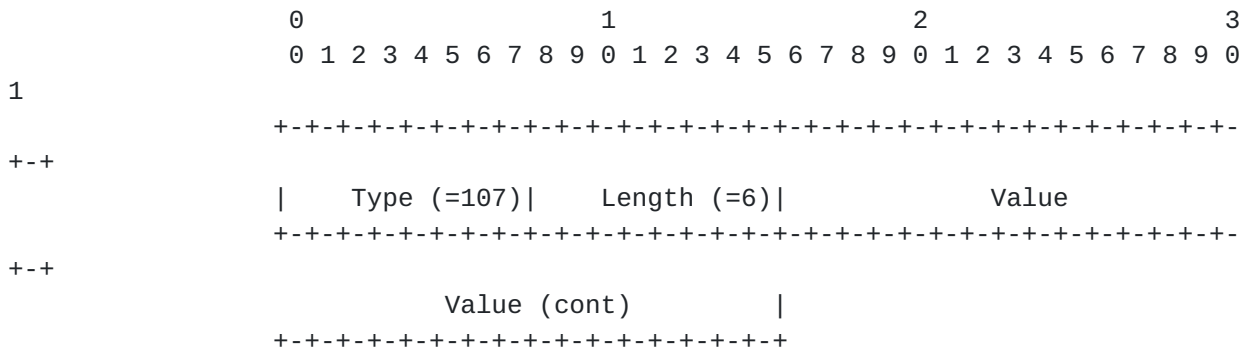 0                   1                   2                   3
0 1 2 3 4 5 6 7 8 9 0 1 2 3 4 5 6 7 8 9 0 1 2 3 4 5 6 7 8 9 0
1
+-+-+-+-+-+-+-+-+-+-+-+-+-+-+-+-+-+-+-+-+-+-+-+-+-+-+-+-+-+-+-
+-+
|    Type (=107)|    Length (=6)|             Value
+-+-+-+-+-+-+-+-+-+-+-+-+-+-+-+-+-+-+-+-+-+-+-+-+-+-+-+-+-+-+-
+-+
Value (cont)         |
+-+-+-+-+-+-+-+-+-+-+-+-+-+-+-+-+